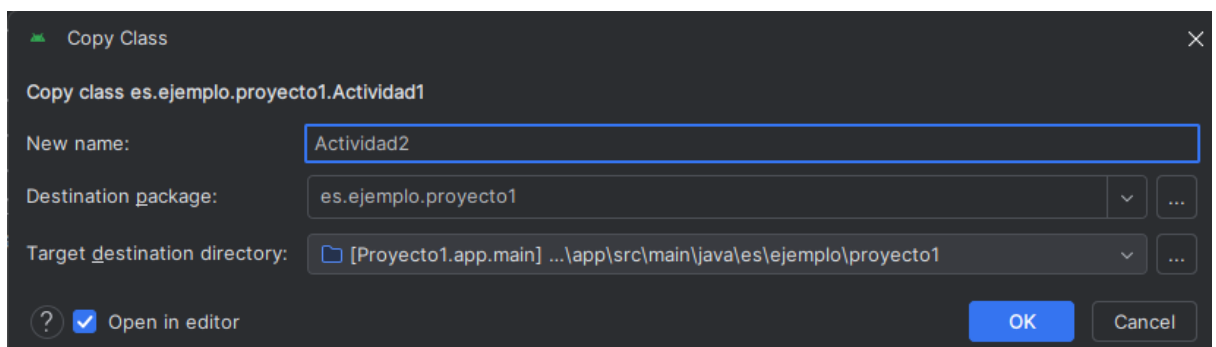 Copy Class
Copy class es.ejemplo.proyecto1.Actividad1
New name: Actividad2
Destination package: es.ejemplo.proyecto1 ...
Target destination directory: [Proyecto1.app.main] ...\app\src\main\java\es\ejemplo\proyecto1 ...
? Open in editor OK Cancel